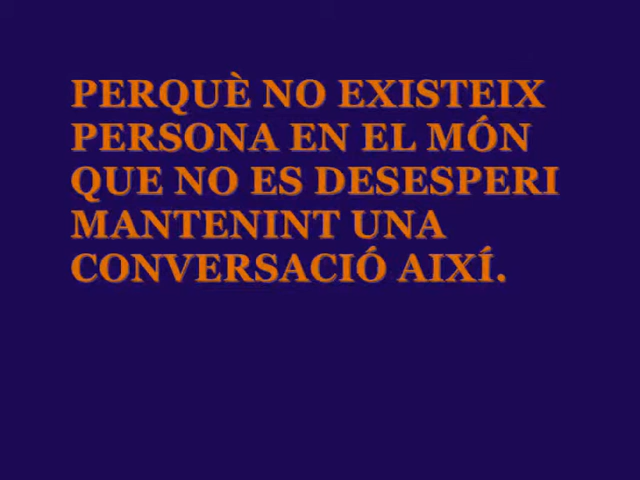 PERQUÈ NO EXISTEIX
PERSONA EN EL MÓN
QUE NO ES DESESPERI
MANTENINT UNA
CONVERSACIÓ AIXÍ.